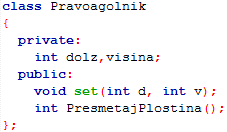 class Pravoagolnik
{
  private:
    int dolz,visina;
  public:
    void set(int d, int v);
    int PresmetajPlostina();
};